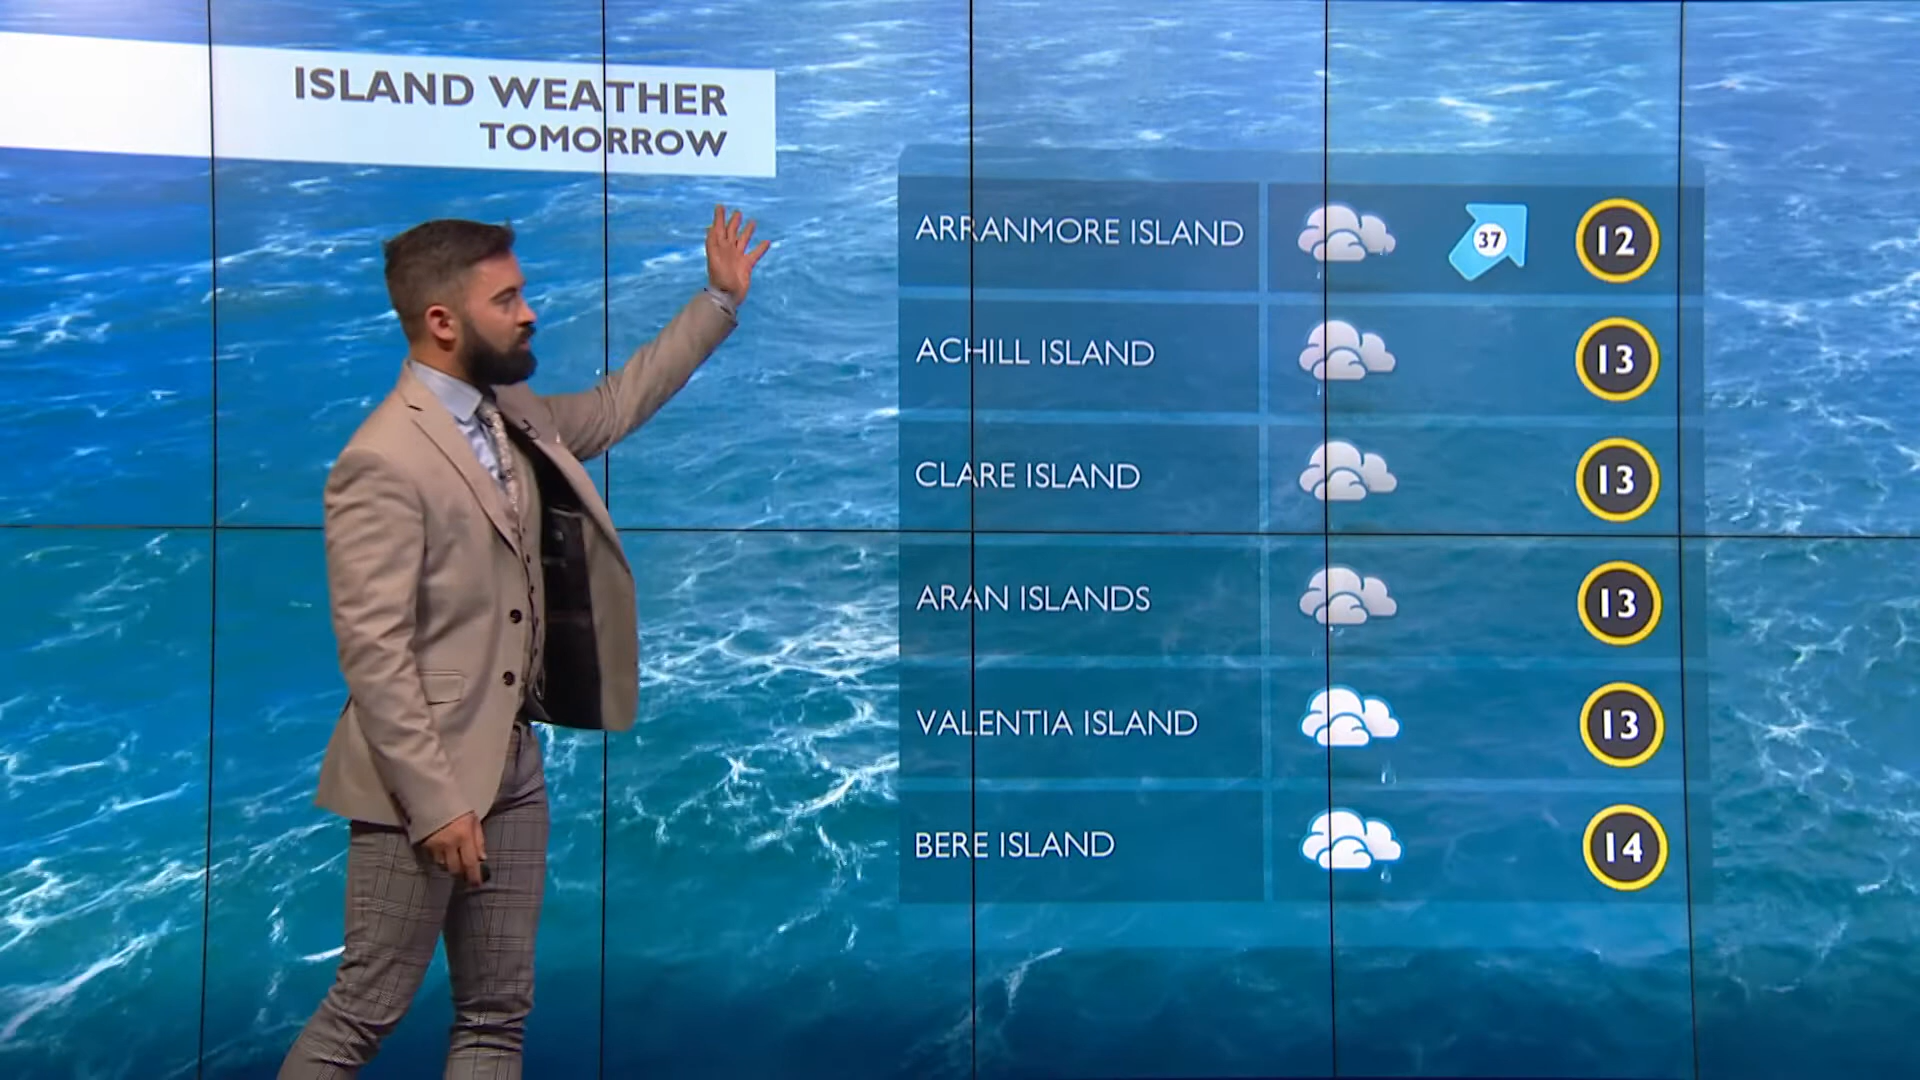 ISLAND WEATHER
TOMORROW
ARRANMORE ISLAND 37 12
ACHILL ISLAND 13
CLARE ISLAND 13
ARAN ISLANDS 13
VALENTIA ISLAND 13
BERE ISLAND 14